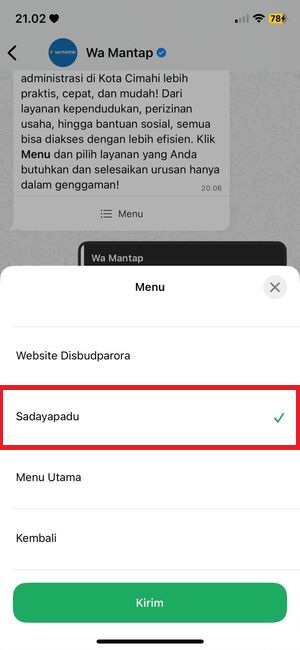 21.02
78
Wa Mantap
administrasi di Kota Cimahi lebih
praktis, cepat, dan mudah! Dari
layanan kependudukan, perizinan
usaha, hingga bantuan sosial, semua
bisa diakses dengan lebih efisien. Klik
Menu dan pilih layanan yang Anda
butuhkan dan selesaikan urusan hanya
dalam genggaman!
20.06
Menu
Wa Mantap
Menu
Website Disbudparora
Sadayapadu
Menu Utama
Kembali
Kirim